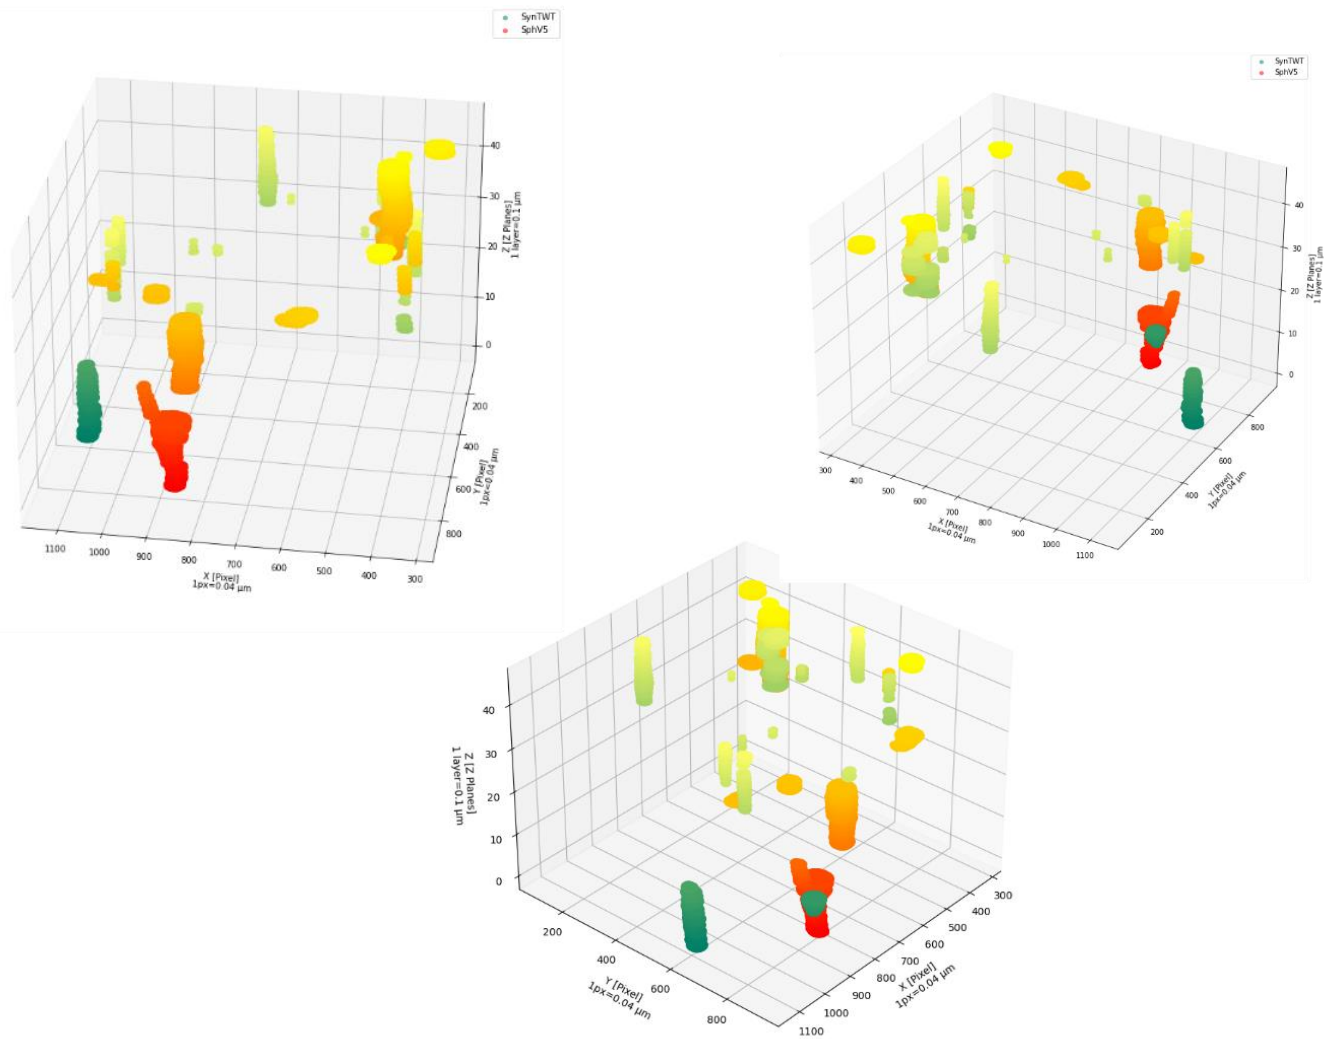 SynTWT
SphV5
40
30
20
10
0
Z [Z Planes]
1 layer=0.1 µm
200
400
600
800
Y [Pixel]
1px=0.04 µm
1100
1000
900
800
700
600
500
400
300
X [Pixel]
1px=0.04 µm
SynTWT
SphV5
40
30
20
10
0
Z [Z Planes]
1 layer=0.1 µm
800
600
400
200
Y [Pixel]
1px=0.04 µm
300
400
500
600
700
800
900
1000
1100
X [Pixel]
1px=0.04 µm
40
30
20
10
0
Z [Z Planes]
1 layer=0.1 µm
200
400
600
800
Y [Pixel]
1px=0.04 µm
300
400
500
600
700
800
900
1000
1100
X [Pixel]
1px=0.04 µm